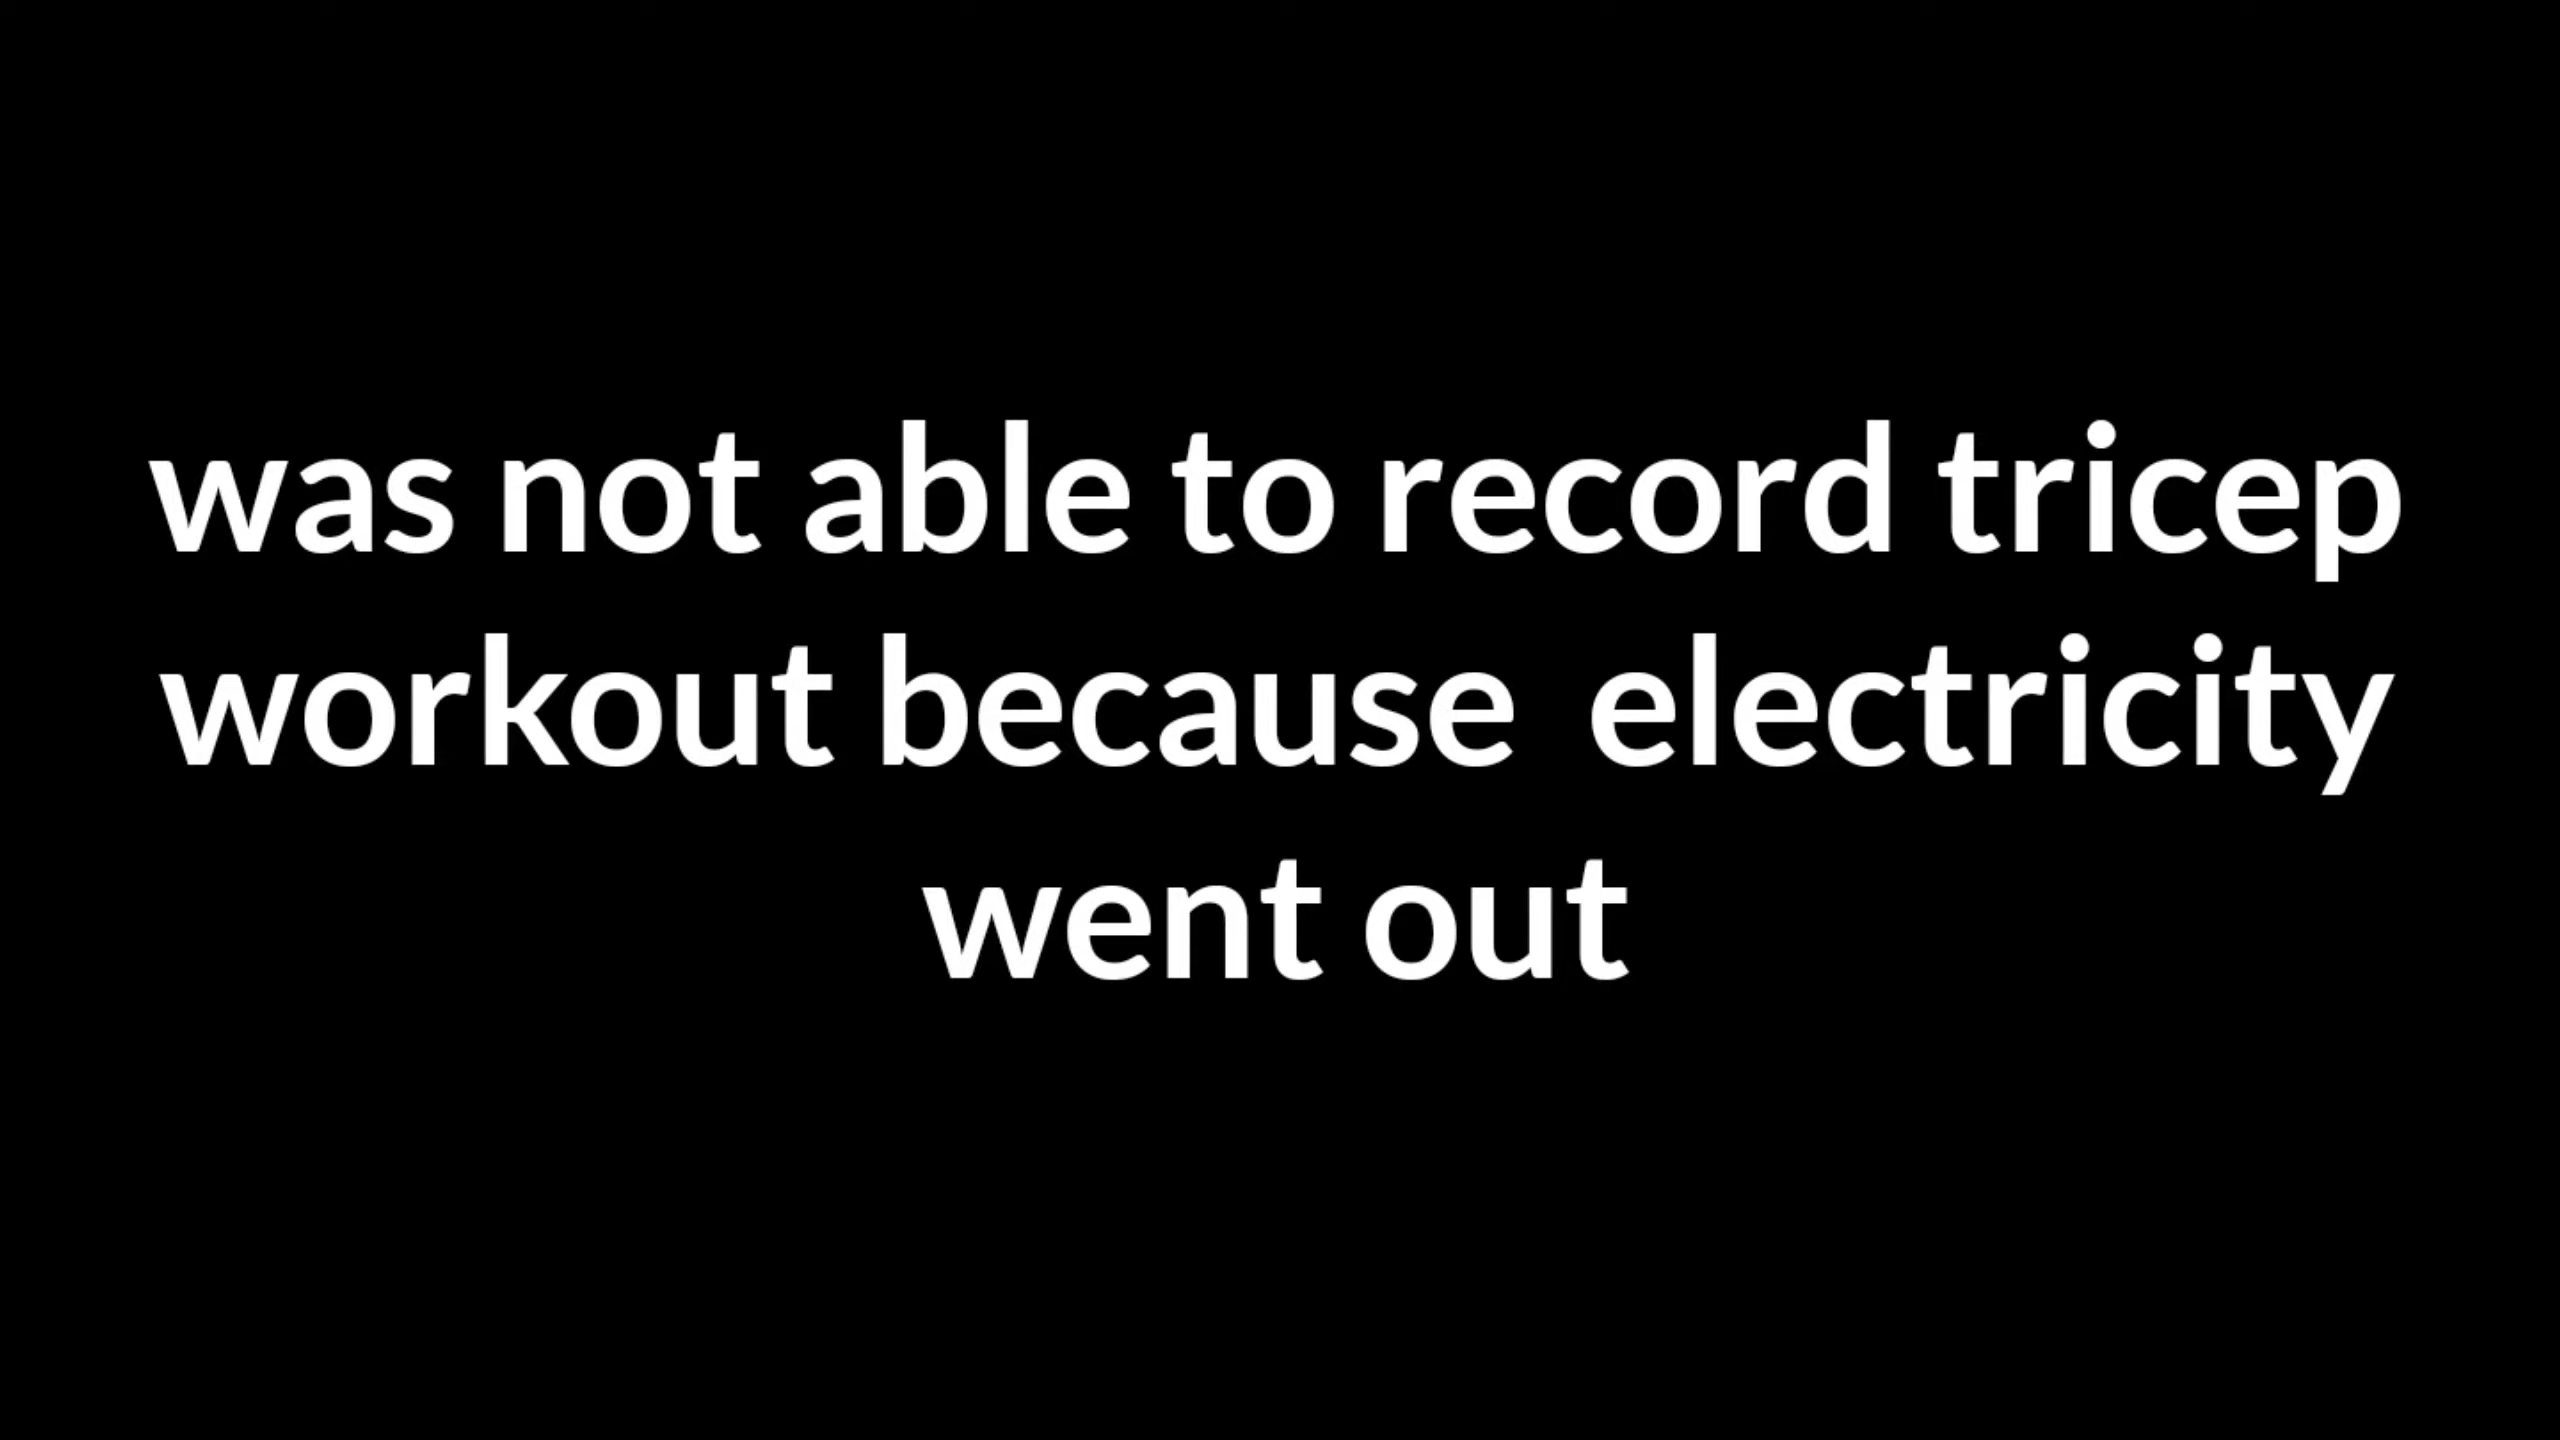 was not able to record tricep
workout because  electricity
went out